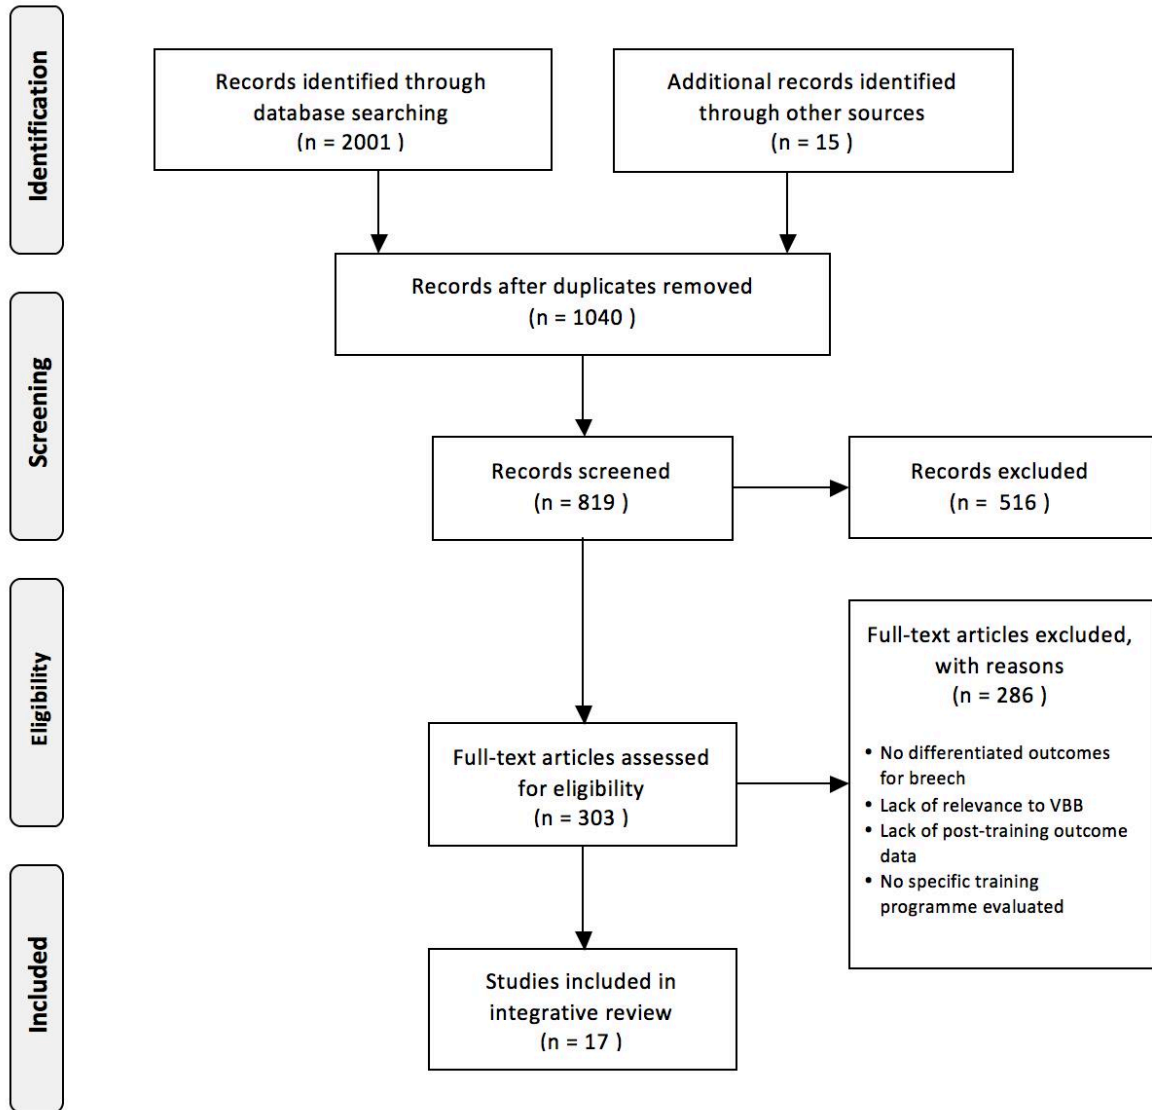 Identification
Records identified through
database searching
(n = 2001 )
Additional records identified
through other sources
(n = 15 )
Records after duplicates removed
(n = 1040 )
Screening
Records screened
(n = 819 )
Records excluded
(n =  516 )
Eligibility
Full-text articles assessed
for eligibility
(n = 303 )
Full-text articles excluded,
with reasons
(n = 286 )
• No differentiated outcomes
for breech
• Lack of relevance to VBB
• Lack of post-training outcome
data
• No specific training
programme evaluated
Included
Studies included in
integrative review
(n = 17 )